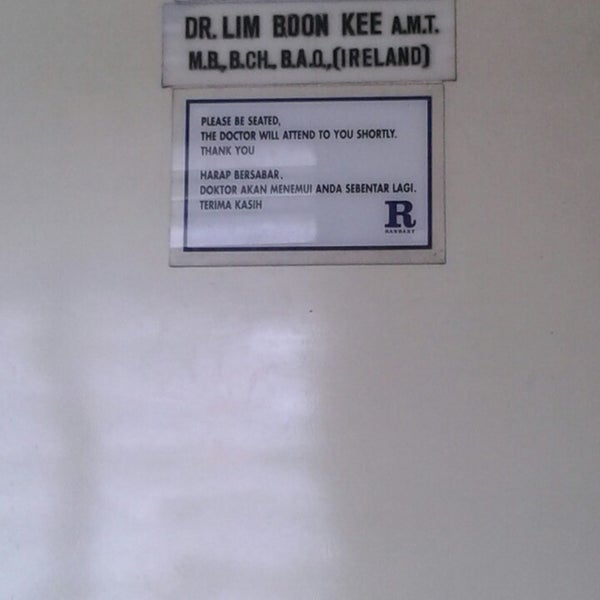 DR. LIM BOON KEE A.M.T.
M.B., B.CH., B.A.O., (IRELAND)
PLEASE BE SEATED,
THE DOCTOR WILL ATTEND TO YOU SHORTLY.
THANK YOU
HARAP BERSABAR.
DOKTOR AKAN MENEMUI ANDA SEBENTAR LAGI.
TERIMA KASIH
R
RANBAXY